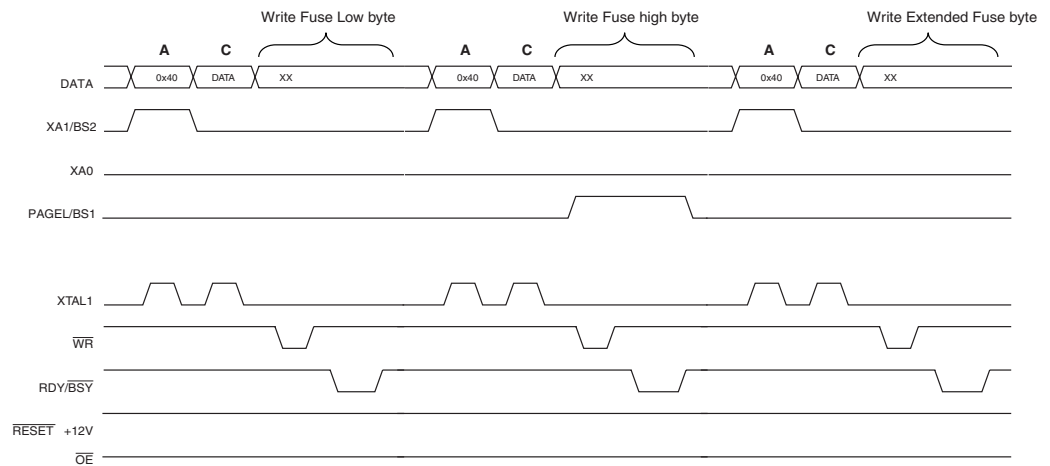 Write Fuse Low byte Write Fuse high byte Write Extended Fuse byte
A C A C A C
DATA 0x40 DATA XX 0x40 DATA XX 0x40 DATA XX
XA1/BS2
XA0
PAGEL/BS1
XTAL1
WR
RDY/BSY
RESET +12V
OE